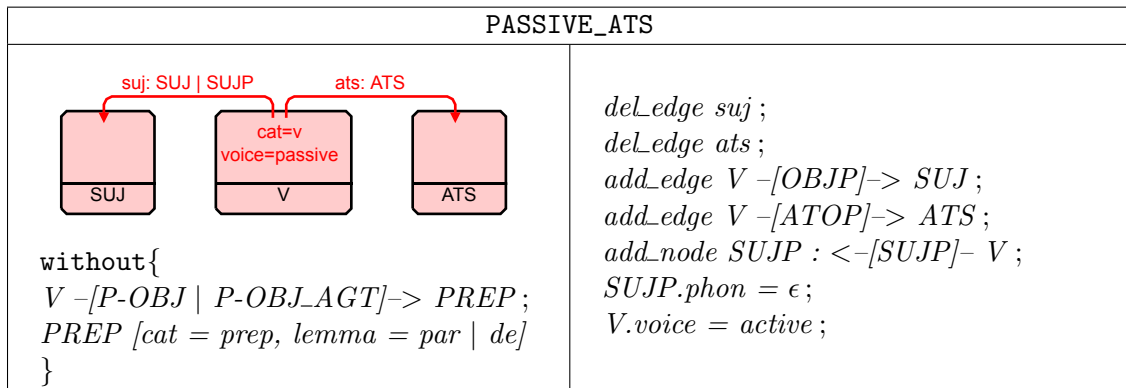 PASSIVE_ATS
suj: SUJ | SUJP
ats: ATS
cat=v
voice=passive
SUJ
V
ATS
without{
V –[P-OBJ | P-OBJ_AGT]–> PREP ;
PREP [cat = prep, lemma = par | de]
}
del_edge suj ;
del_edge ats ;
add_edge V –[OBJP]–> SUJ ;
add_edge V –[ATOP]–> ATS ;
add_node SUJP : <–[SUJP]– V ;
SUJP.phon = ϵ ;
V.voice = active ;